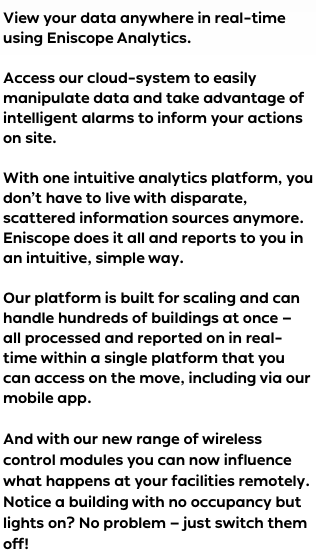 View your data anywhere in real-time
using Eniscope Analytics.
Access our cloud-system to easily
manipulate data and take advantage of
intelligent alarms to inform your actions
on site.
With one intuitive analytics platform, you
don’t have to live with disparate,
scattered information sources anymore.
Eniscope does it all and reports to you in
an intuitive, simple way.
Our platform is built for scaling and can
handle hundreds of buildings at once –
all processed and reported on in real-
time within a single platform that you
can access on the move, including via our
mobile app.
And with our new range of wireless
control modules you can now influence
what happens at your facilities remotely.
Notice a building with no occupancy but
lights on? No problem – just switch them
off!